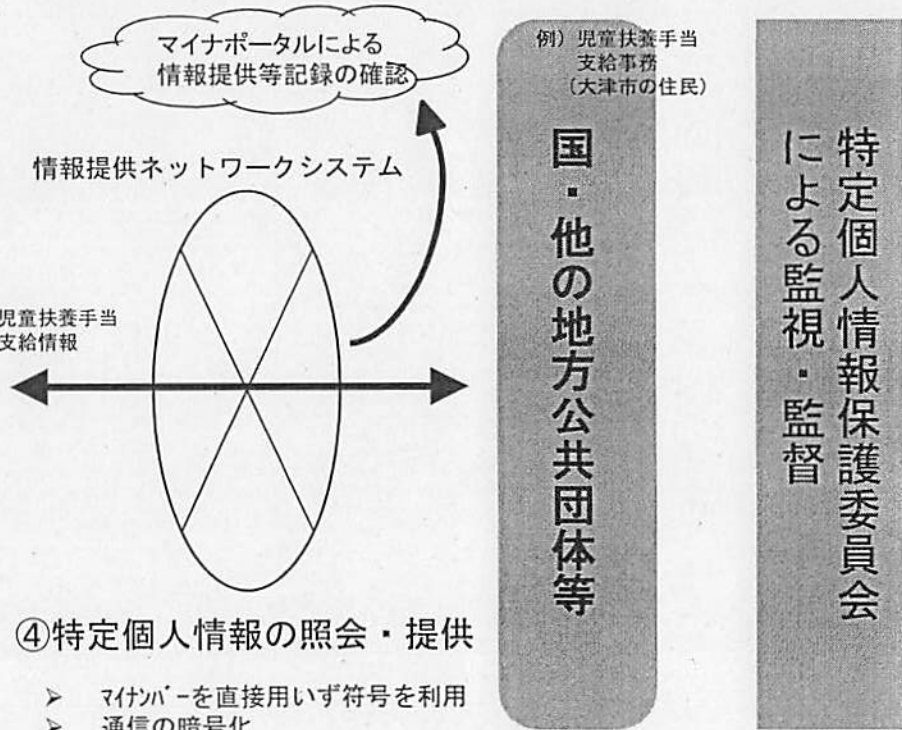 マイナポータルによる
情報提供等記録の確認
情報提供ネットワークシステム
児童扶養手当
支給情報
④特定個人情報の照会・提供
➢ マイナンバーを直接用いず符号を利用
➢ 通信の暗号化
例）児童扶養手当
支給事務
（大津市の住民）
国・他の地方公共団体等
特定個人情報保護委員会
による監視・監督